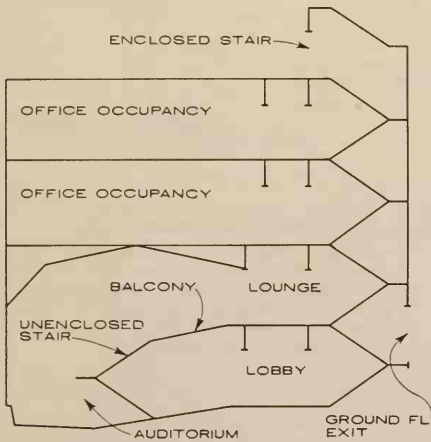 ENCLOSED STAIR
OFFICE OCCUPANCY
OFFICE OCCUPANCY
BALCONY
LOUNGE
UNENCLOSED
STAIR
LOBBY
AUDITORIUM
GROUND FL
EXIT